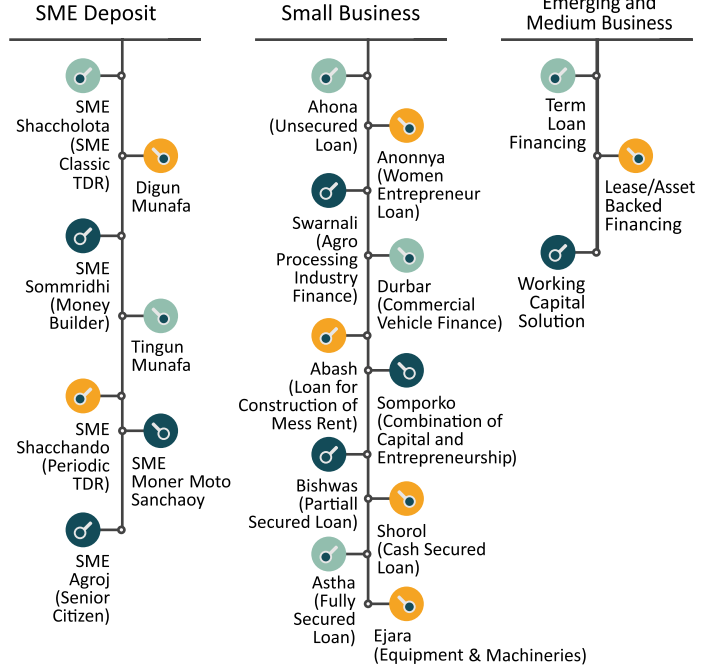 SME Deposit
SME
Shaccholota
(SME
Classic
TDR)
Digun
Munafa
SME
Sommridhi
(Money
Builder)
Tingun
Munafa
SME
Shacchando
(Periodic
TDR)
SME
Moner Moto
Sanchaoy
SME
Agroj
(Senior
Citizen)
Small Business
Ahona
(Unsecured
Loan)
Anonnya
(Women
Entrepreneur
Loan)
Swarnali
(Agro
Processing
Industry
Finance)
Durbar
(Commercial
Vehicle Finance)
Abash
(Loan for
Construction of
Mess Rent)
Somporko
(Combination of
Capital and
Entrepreneurship)
Bishwas
(Partiall
Secured Loan)
Shorol
(Cash Secured
Loan)
Astha
(Fully
Secured
Loan)
Ejara
(Equipment & Machineries)
Emerging and
Medium Business
Term
Loan
Financing
Lease/Asset
Backed
Financing
Working
Capital
Solution